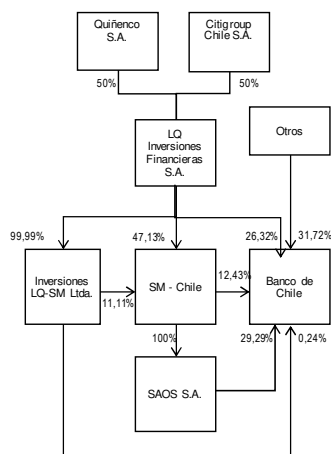 Quiñenco
S.A.
Citigroup
Chile S.A.
50%
50%
LQ
Inversiones
Financieras
S.A.
Otros
99,99%
47,13%
26,32%
31,72%
Inversiones
LQ-SM Ltda.
11,11%
SM - Chile
12,43%
Banco de
Chile
100%
29,29%
0,24%
SAOS S.A.